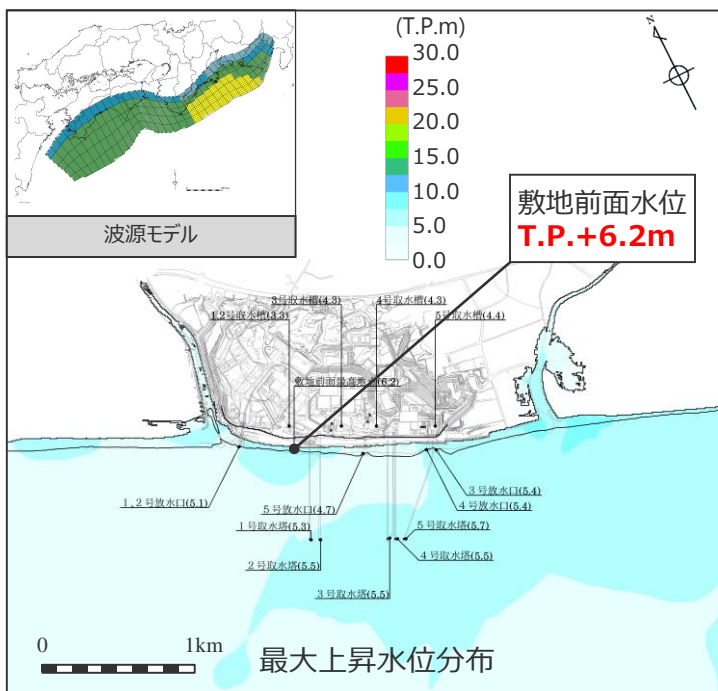 (T.P.m)
30.0
25.0
20.0
15.0
10.0
5.0
0.0
N
波源モデル
敷地前面水位
T.P.+6.2m
3号取水槽(4.3)
4号取水槽(4.3)
1,2号取水槽(3.3)
5号取水槽(4.4)
敷地前面最高地点(6.2)
1,2号放水口(5.1)
5号放水口(4.7)
3号放水口(5.4)
4号放水口(5.4)
1号取水塔(5.3)
5号取水塔(5.7)
2号取水塔(5.5)
4号取水塔(5.5)
3号取水塔(5.5)
0 1km
最大上昇水位分布